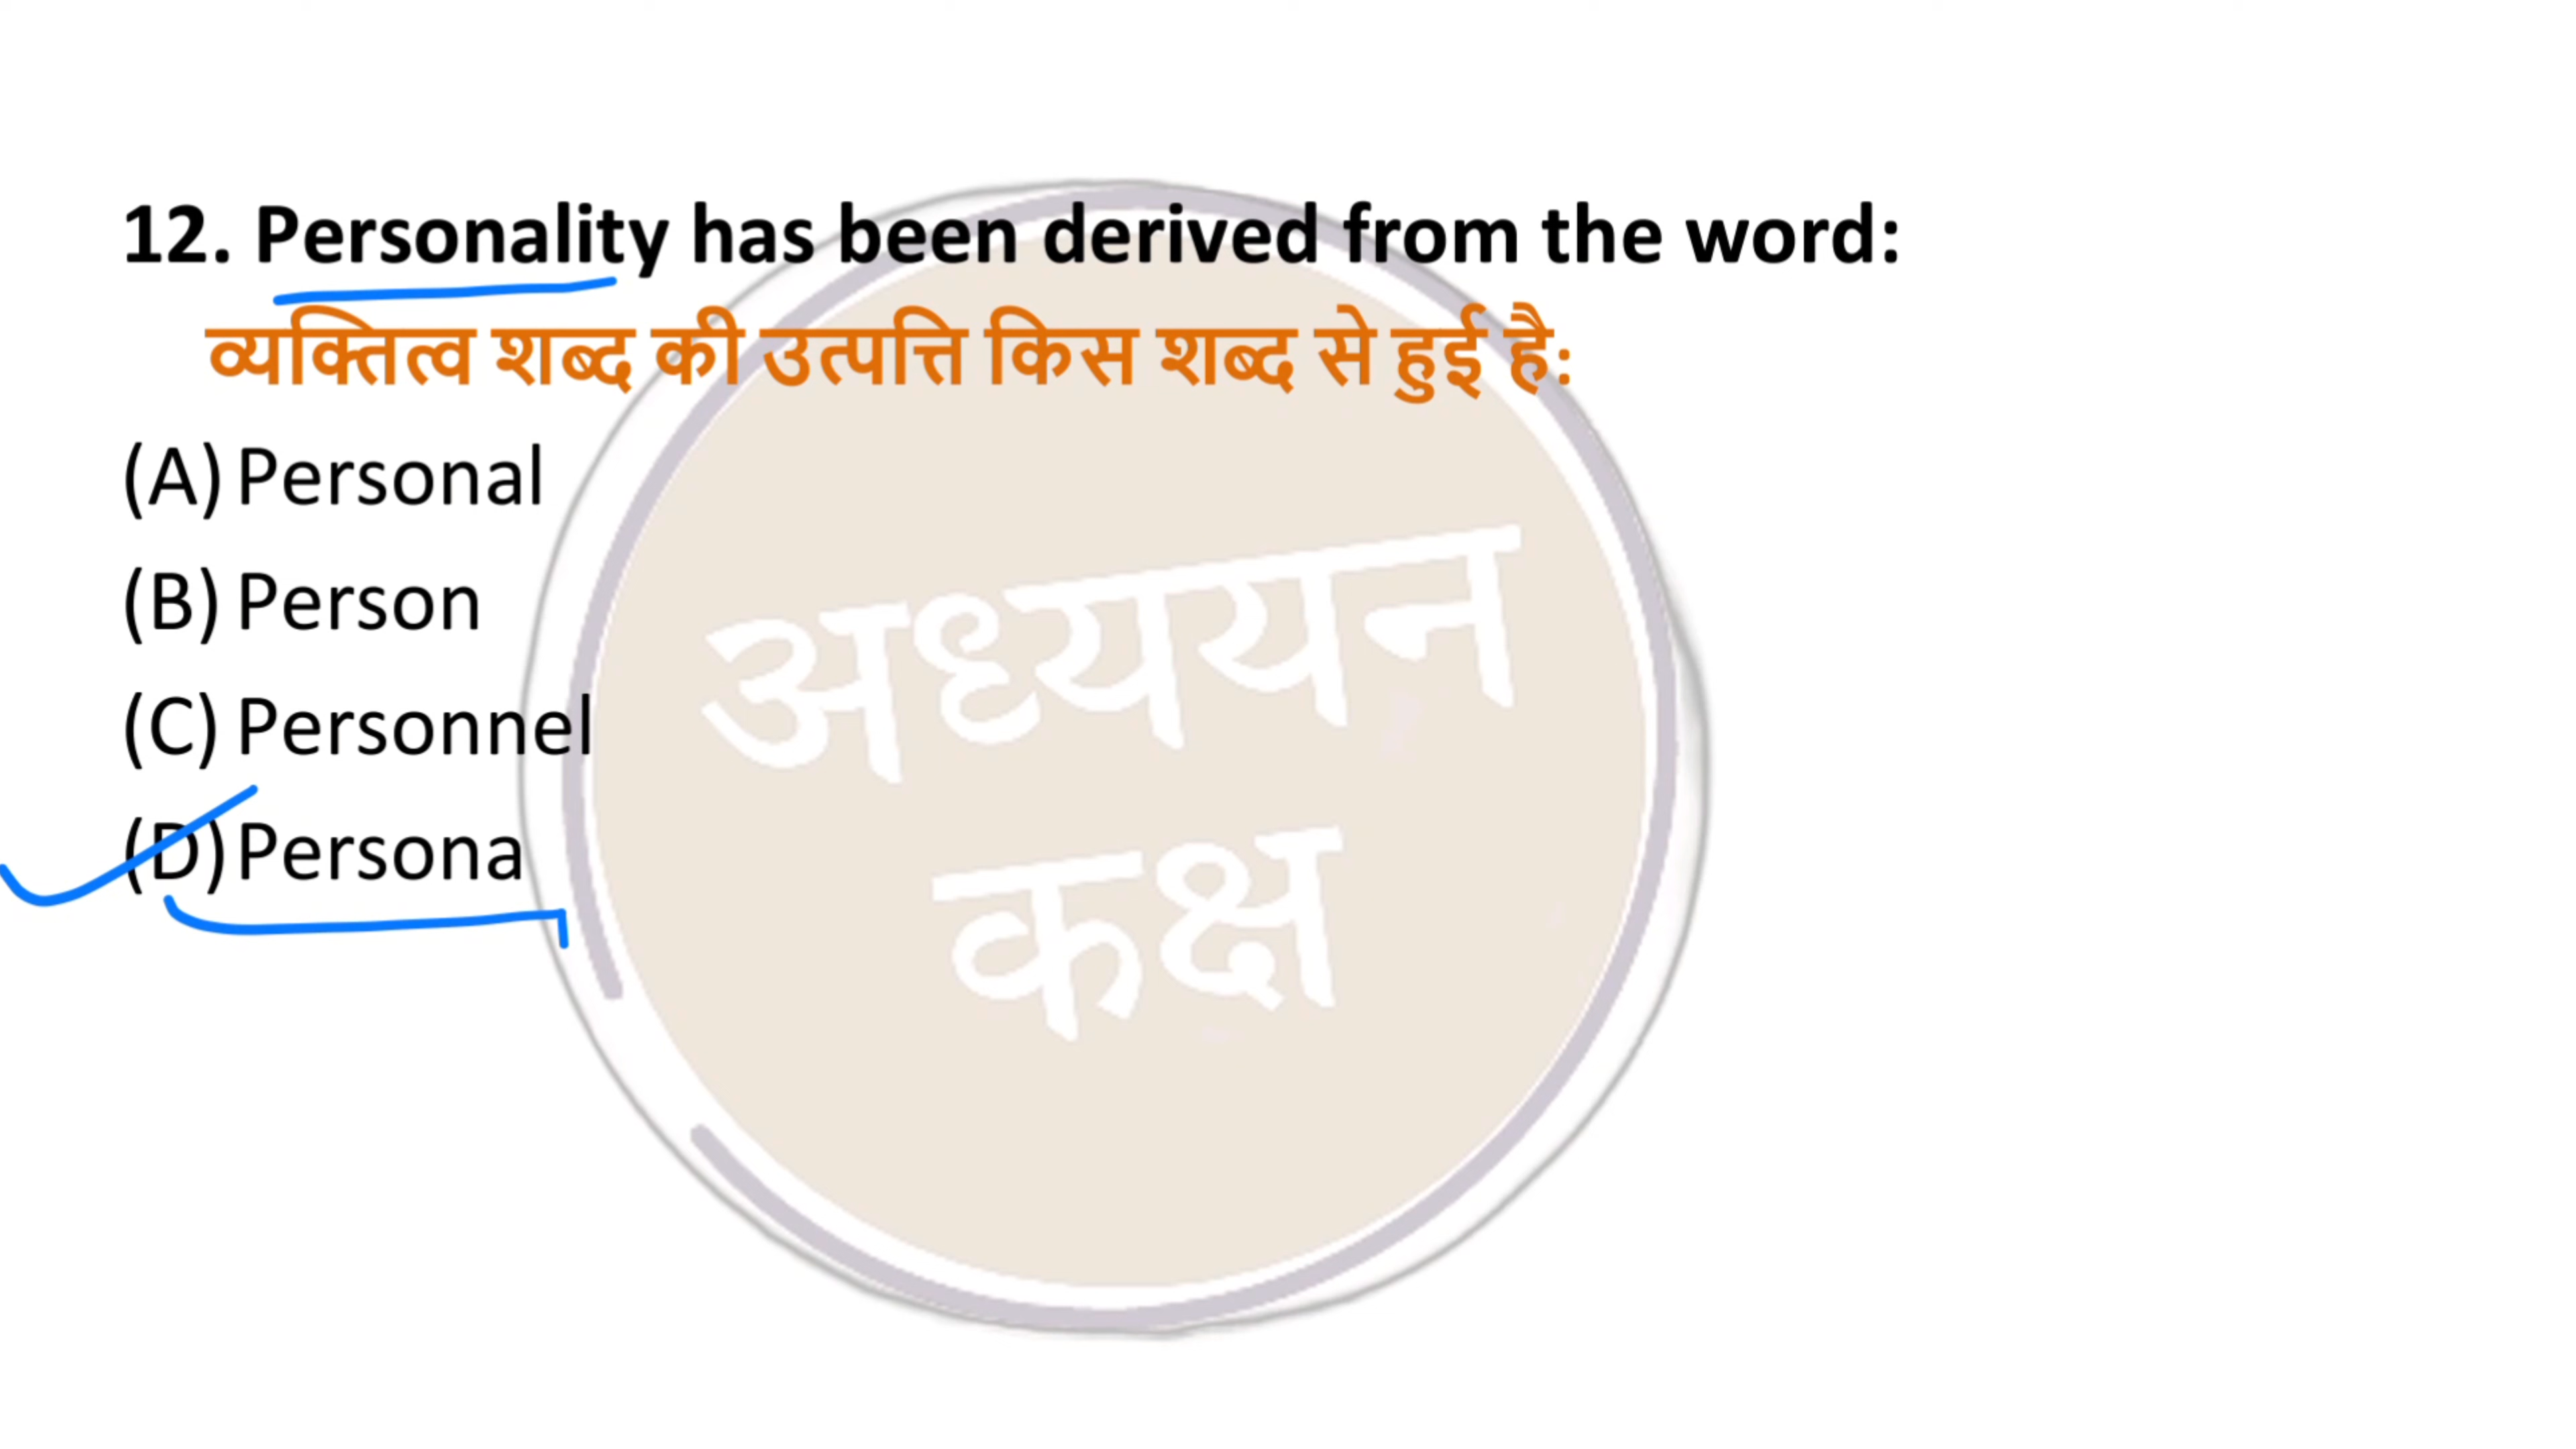 12. Personality has been derived from the word:
व्यक्तित्व शब्द की उत्पत्ति किस शब्द से हुई है:
(A) Personal
(B) Person
(C) Personnel
(D) Persona
अध्ययन
कक्ष